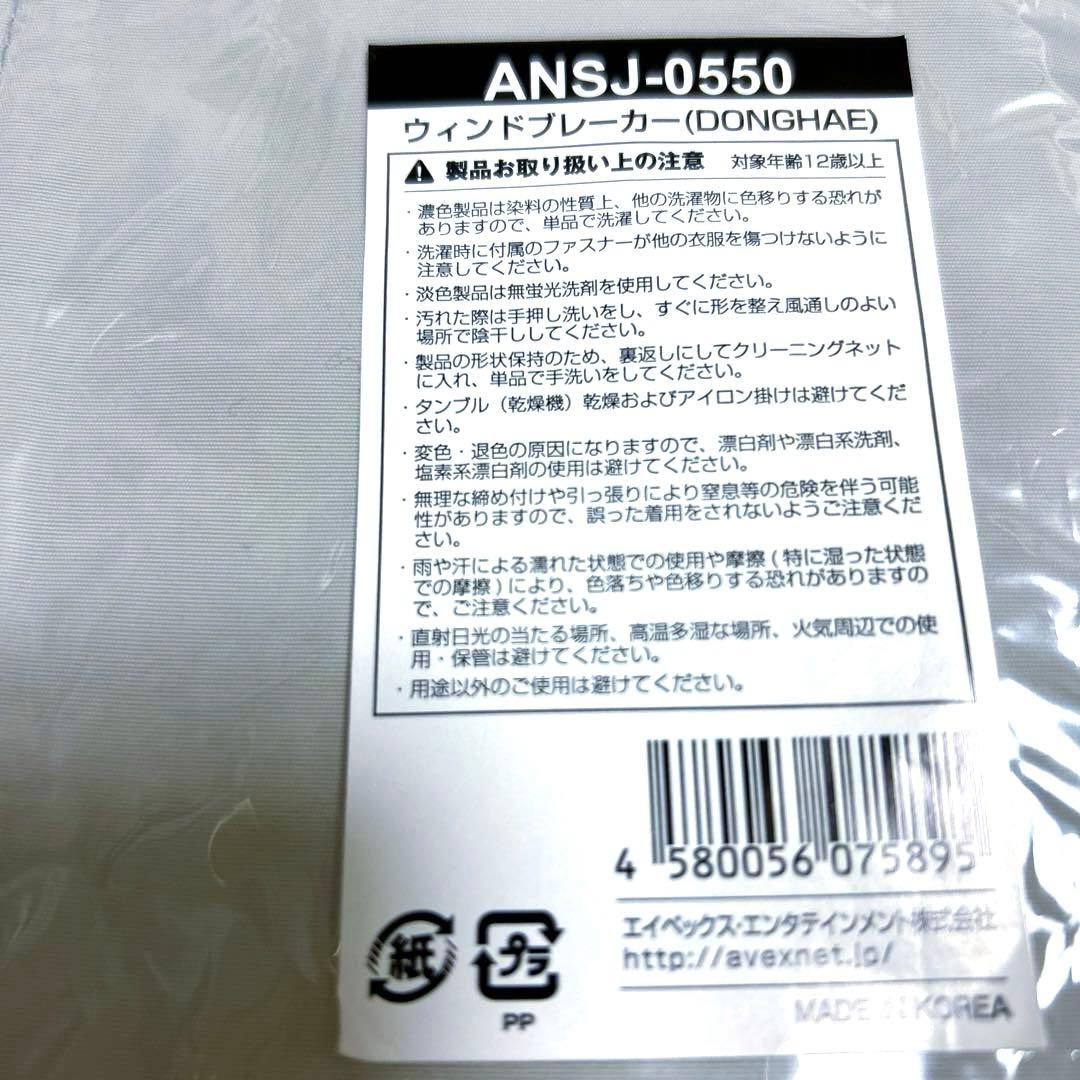 ANSJ-0550
ウィンドブレーカー(DONGHAE)
製品お取り扱い上の注意 対象年齢12歳以上
・濃色製品は染料の性質上、他の洗濯物に色移りする恐れが
ありますので、単品で洗濯してください。
・洗濯時に付属のファスナーが他の衣服を傷つけないように
注意してください。
・淡色製品は無蛍光洗剤を使用してください。
・汚れた際は手押し洗いをし、すぐに形を整え風通しのよい
場所で陰干ししてください。
・製品の形状保持のため、裏返しにしてクリーニングネット
に入れ、単品で手洗いをしてください。
・タンブル（乾燥機）乾燥およびアイロン掛けは避けてくだ
さい。
・変色・退色の原因になりますので、漂白剤や漂白系洗剤、
塩素系漂白剤の使用は避けてください。
・無理な締め付けや引っ張りにより窒息等の危険を伴う可能
性がありますので、誤った着用をされないようご注意くだ
さい。
・雨や汗による濡れた状態での使用や摩擦(特に湿った状態
での摩擦)により、色落ちや色移りする恐れがありますの
で、ご注意ください。
・直射日光の当たる場所、高温多湿な場所、火気周辺での使
用・保管は避けてください。
・用途以外のご使用は避けてください。
4 580056 075895
エイベックス・エンタテインメント株式会社
http://avexnet.jp/
紙 プラ
PP
MADE IN KOREA